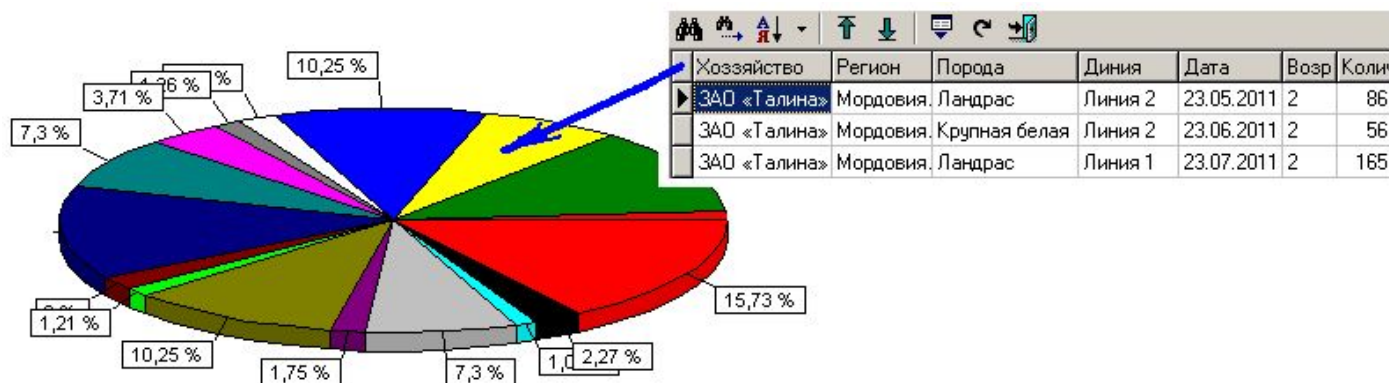 10,25 %
3,71 %
7,3 %
1,21 %
10,25 %
1,75 %
7,3 %
2,27 %
15,73 %
Хоззяйство Регион Порода Диния Дата Возр
ЗАО «Талина» Мордовия. Ландрас Линия 2 23.05.2011 2 86
ЗАО «Талина» Мордовия. Крупная белая Линия 2 23.06.2011 2 56
ЗАО «Талина» Мордовия. Ландрас Линия 1 23.07.2011 2 165